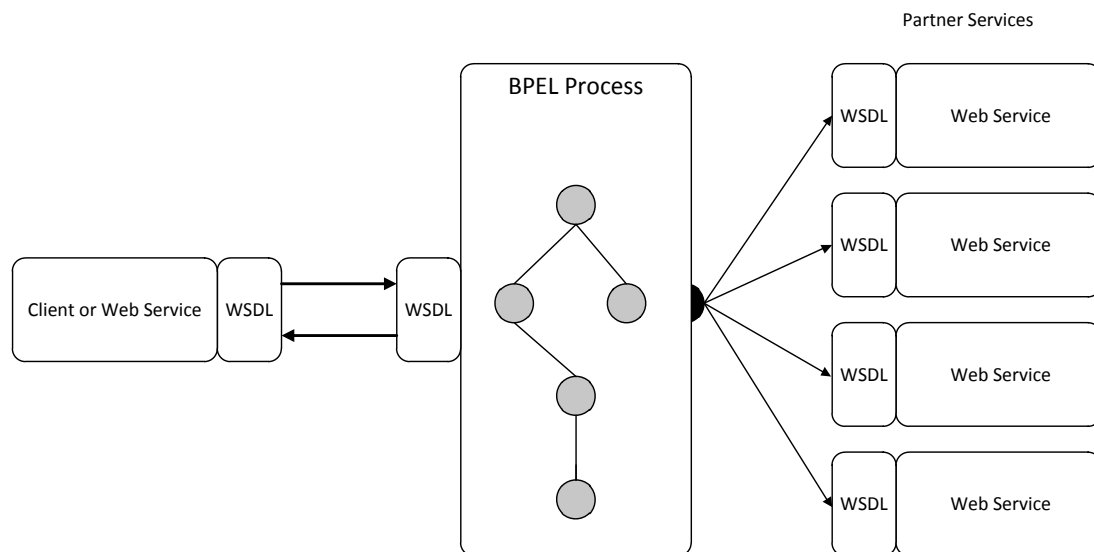 Partner Services
BPEL Process
WSDL
Web Service
WSDL
Web Service
Client or Web Service
WSDL
WSDL
WSDL
Web Service
WSDL
Web Service